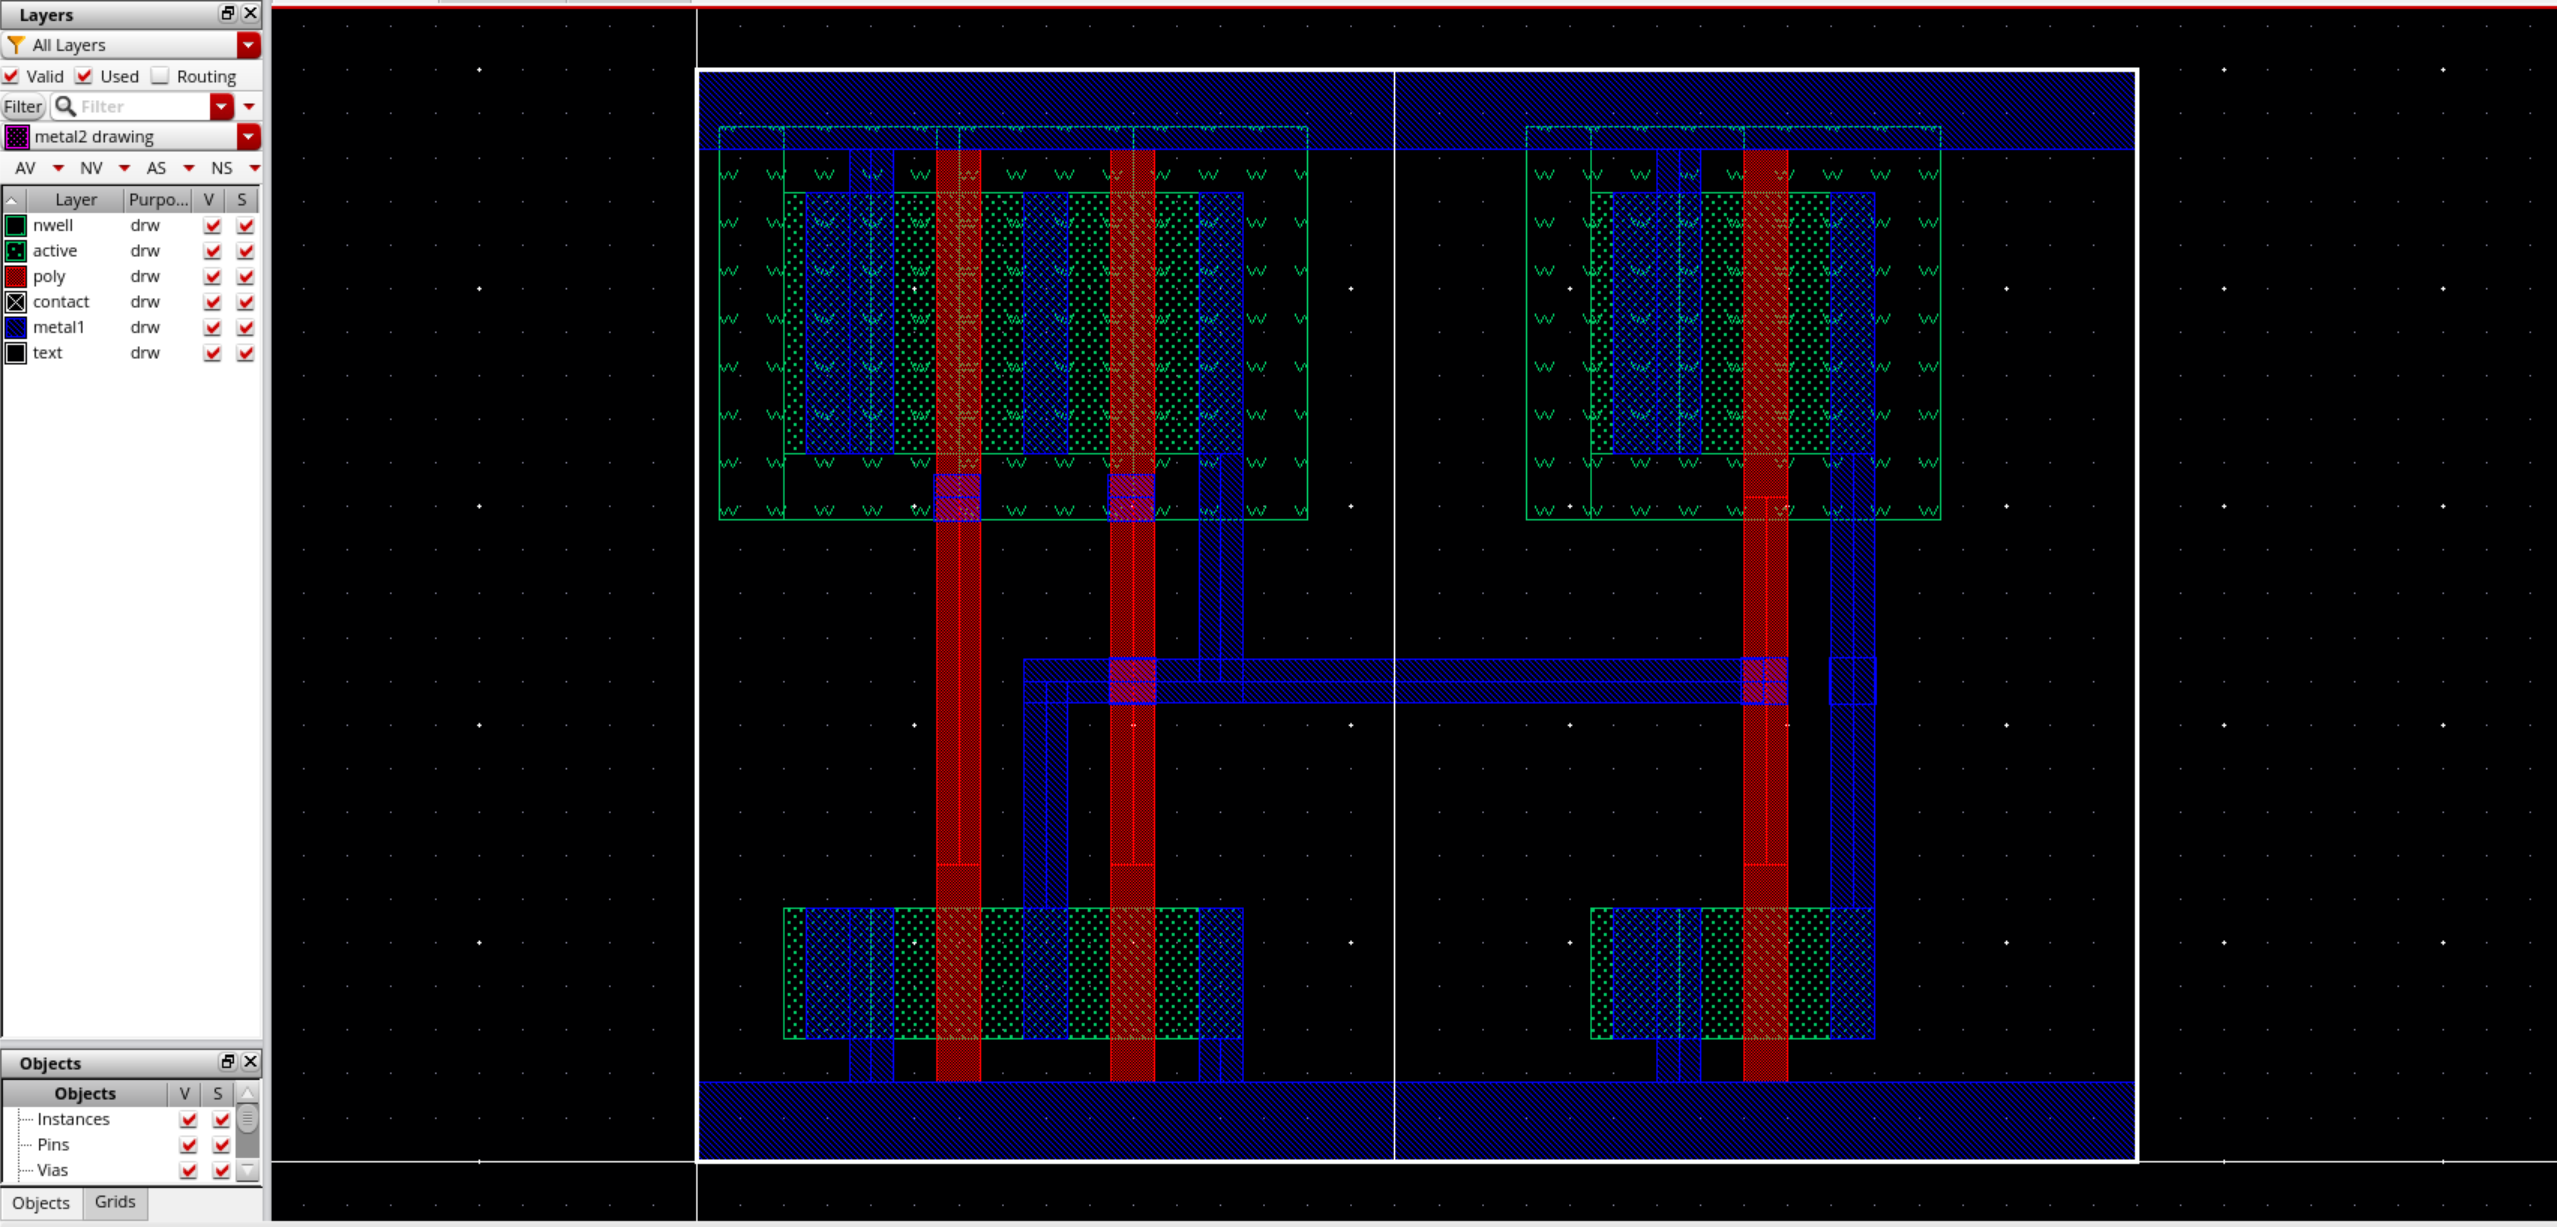 Layers
All Layers
Valid Used Routing
Filter Filter
metal2 drawing
AV NV AS NS
Layer Purpo... V S
nwell drw
active drw
poly drw
contact drw
metal1 drw
text drw
Objects
Objects V S
Instances
Pins
Vias
Objects Grids